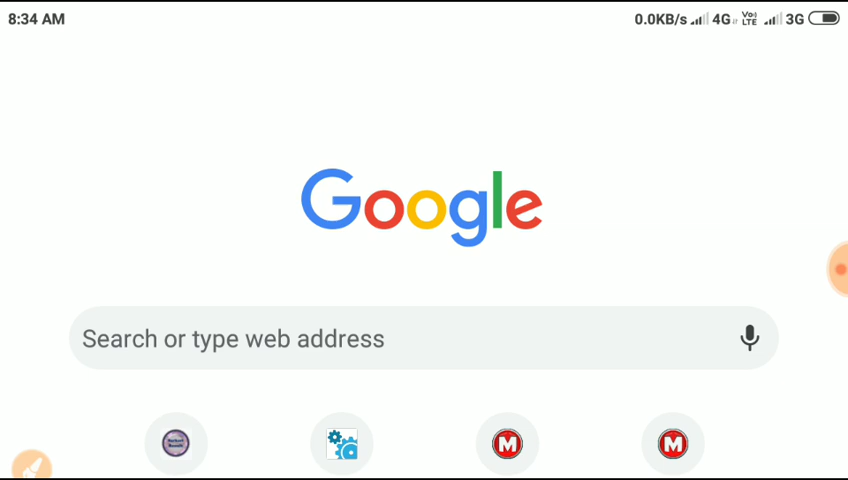 8:34 AM
0.0KB/s 4G Vo) LTE 3G
Google
Search or type web address
M
M